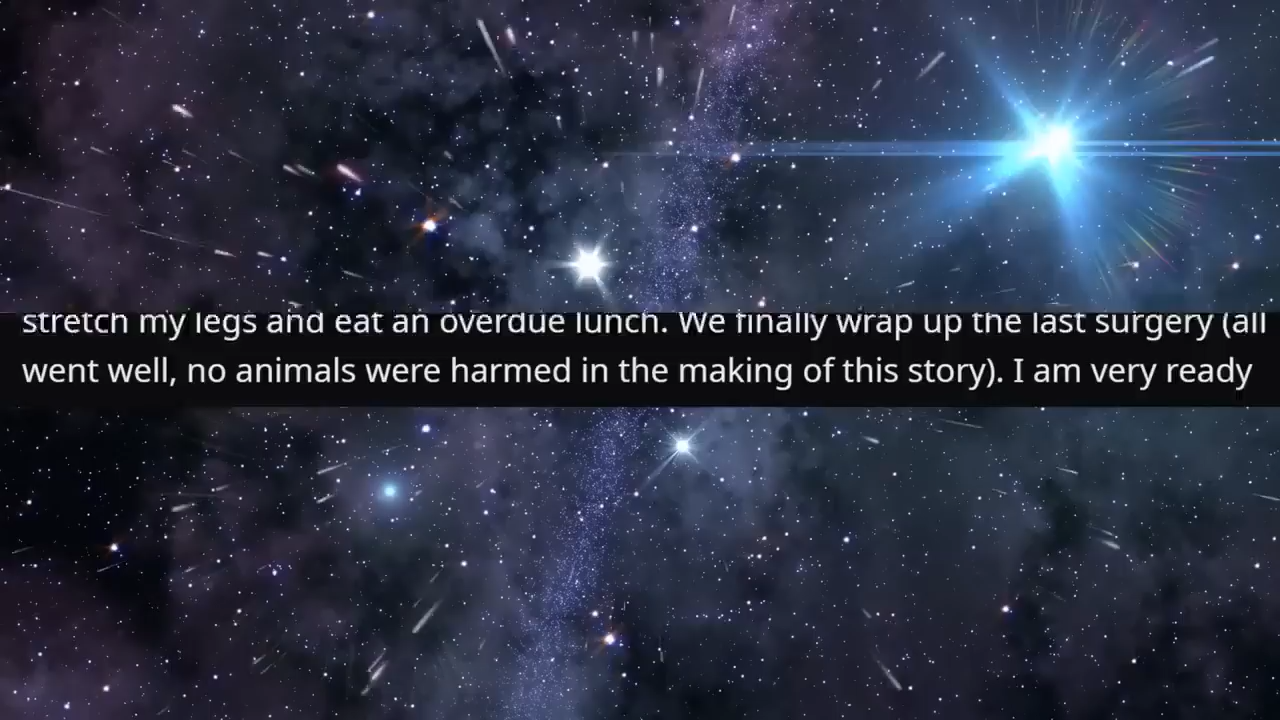 stretch my legs and eat an overdue lunch. We finally wrap up the last surgery (all
went well, no animals were harmed in the making of this story). I am very ready